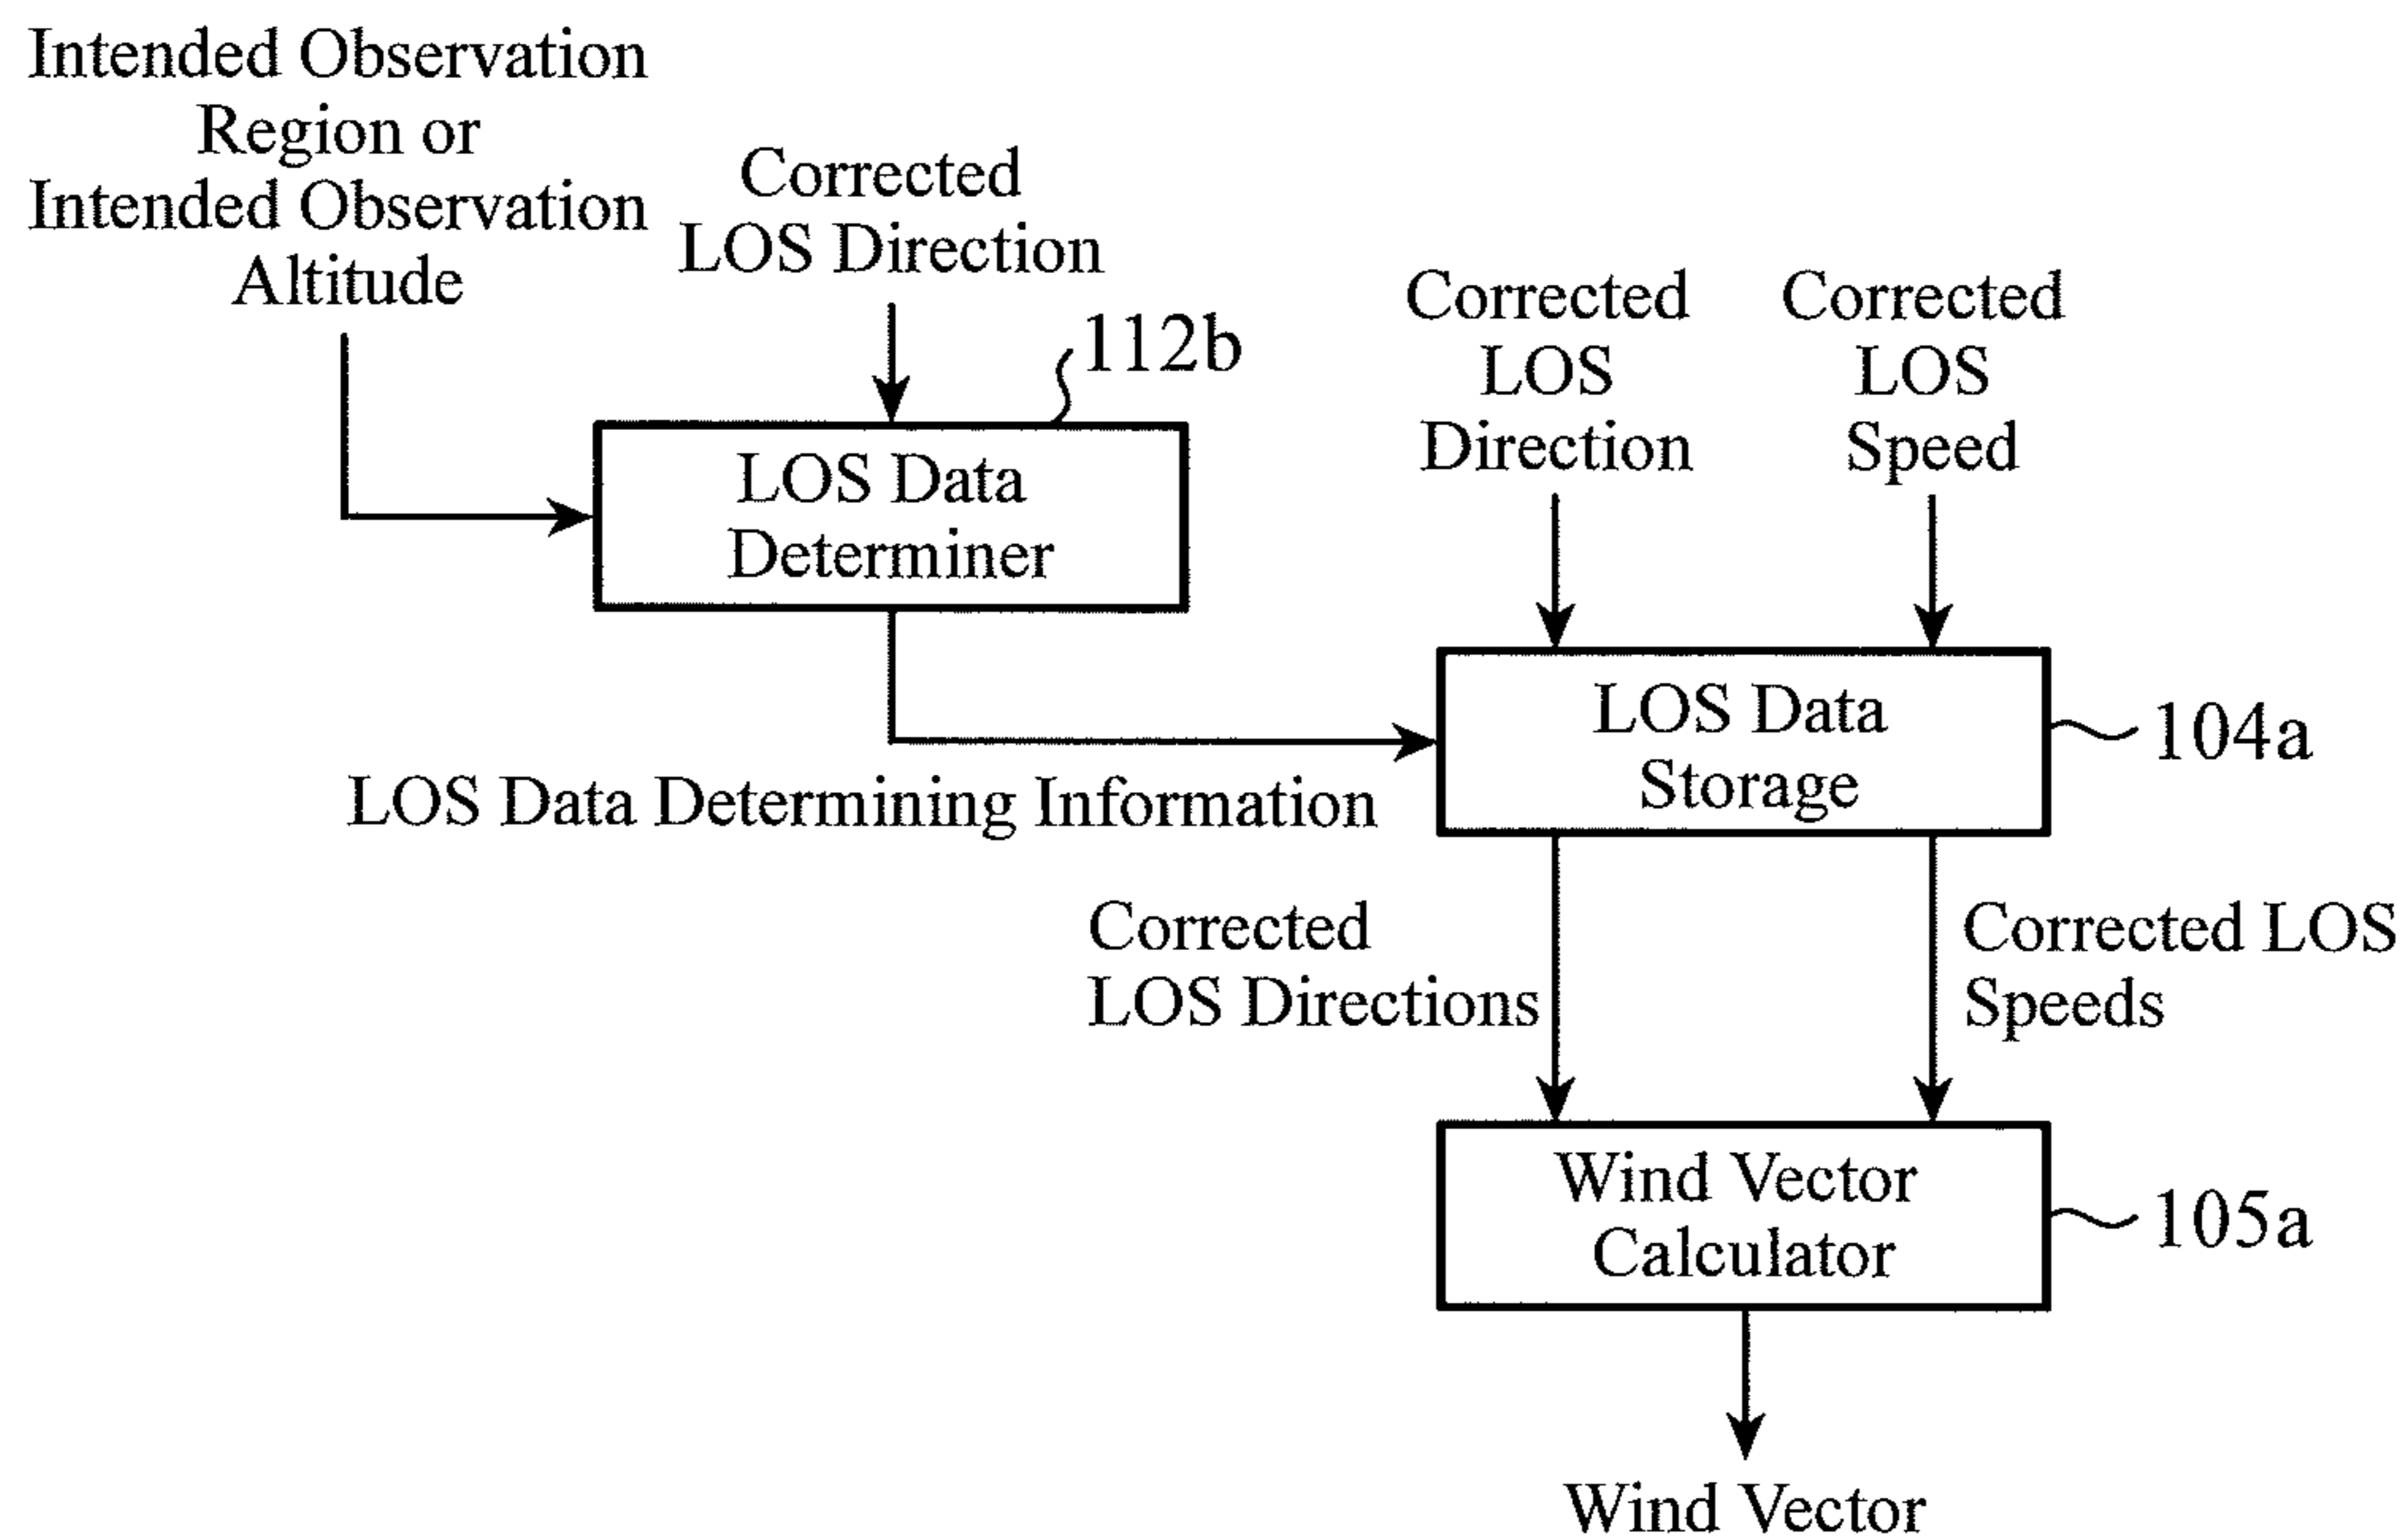 Intended Observation
Region or
Intended Observation
Altitude
Corrected
LOS Direction
112b
LOS Data
Determiner
Corrected
LOS
Direction
Corrected
LOS
Speed
LOS Data Determining Information
LOS Data
Storage
104a
Corrected
LOS Directions
Corrected LOS
Speeds
Wind Vector
Calculator
105a
Wind Vector